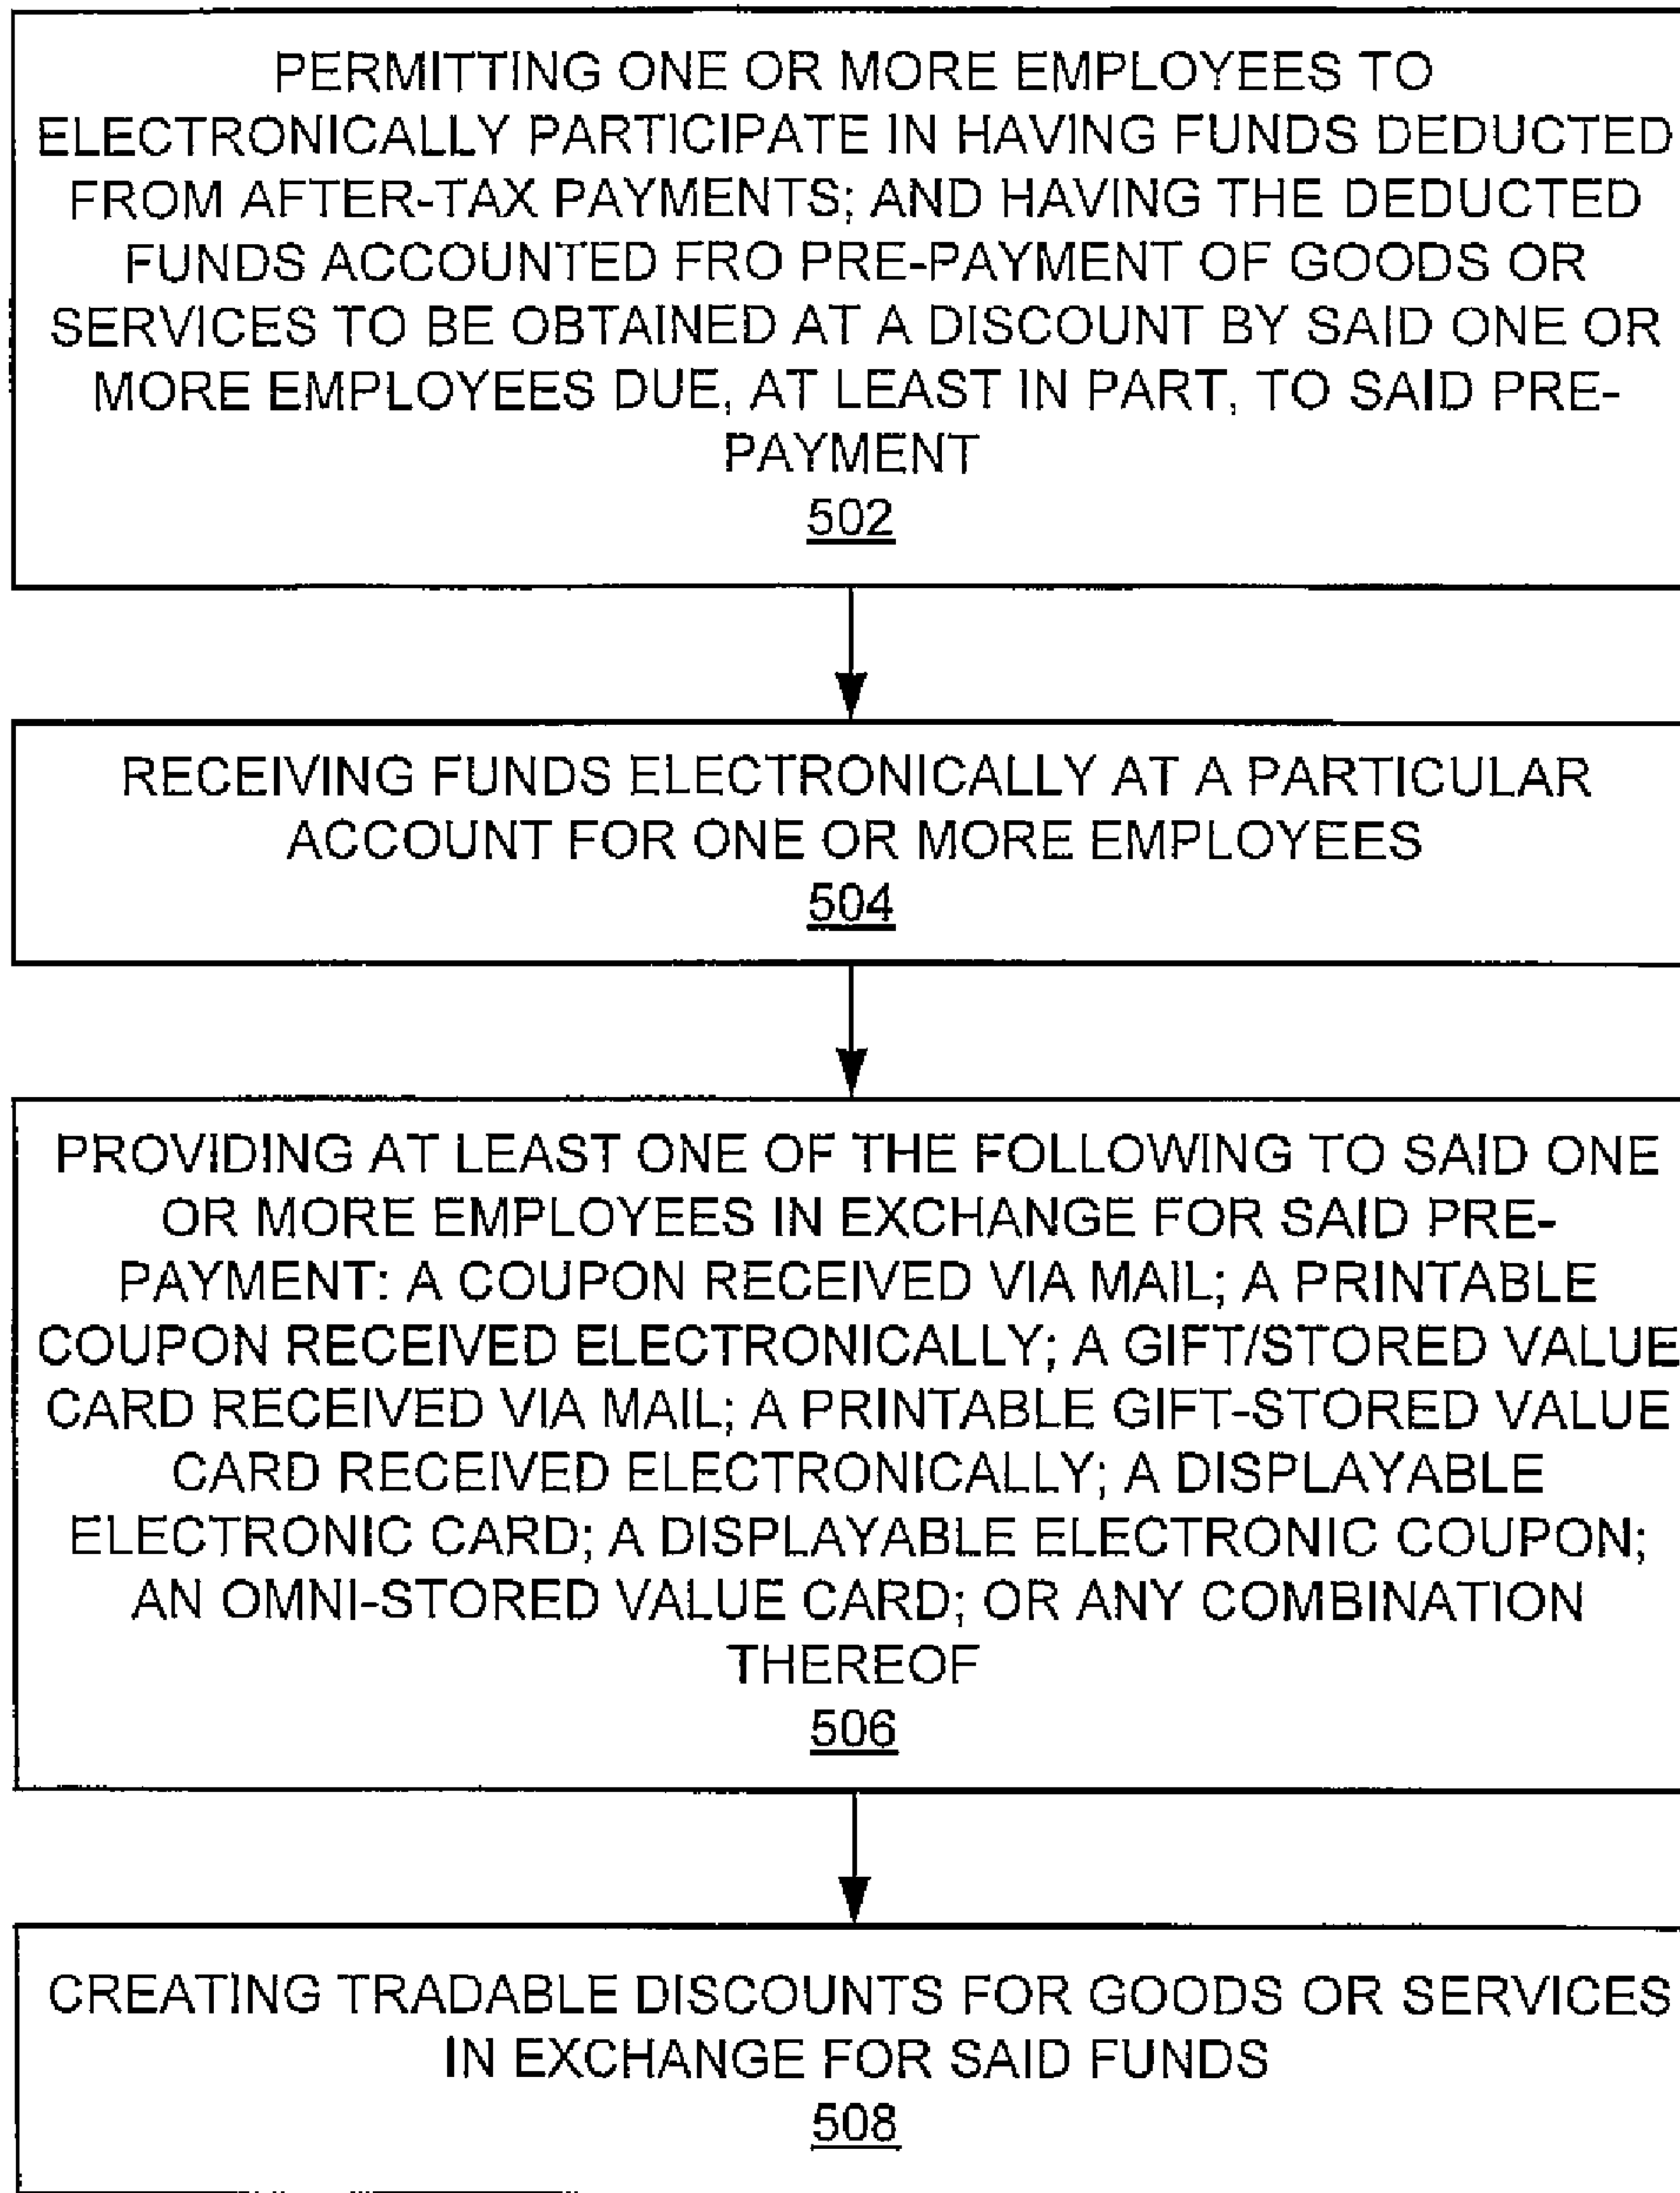 PERMITTING ONE OR MORE EMPLOYEES TO
ELECTRONICALLY PARTICIPATE IN HAVING FUNDS DEDUCTED
FROM AFTER-TAX PAYMENTS; AND HAVING THE DEDUCTED
FUNDS ACCOUNTED FRO PRE-PAYMENT OF GOODS OR
SERVICES TO BE OBTAINED AT A DISCOUNT BY SAID ONE OR
MORE EMPLOYEES DUE, AT LEAST IN PART, TO SAID PRE-
PAYMENT
502
RECEIVING FUNDS ELECTRONICALLY AT A PARTICULAR
ACCOUNT FOR ONE OR MORE EMPLOYEES
504
PROVIDING AT LEAST ONE OF THE FOLLOWING TO SAID ONE
OR MORE EMPLOYEES IN EXCHANGE FOR SAID PRE-
PAYMENT: A COUPON RECEIVED VIA MAIL; A PRINTABLE
COUPON RECEIVED ELECTRONICALLY; A GIFT/STORED VALUE
CARD RECEIVED VIA MAIL; A PRINTABLE GIFT-STORED VALUE
CARD RECEIVED ELECTRONICALLY; A DISPLAYABLE
ELECTRONIC CARD; A DISPLAYABLE ELECTRONIC COUPON;
AN OMNI-STORED VALUE CARD; OR ANY COMBINATION
THEREOF
506
CREATING TRADABLE DISCOUNTS FOR GOODS OR SERVICES
IN EXCHANGE FOR SAID FUNDS
508